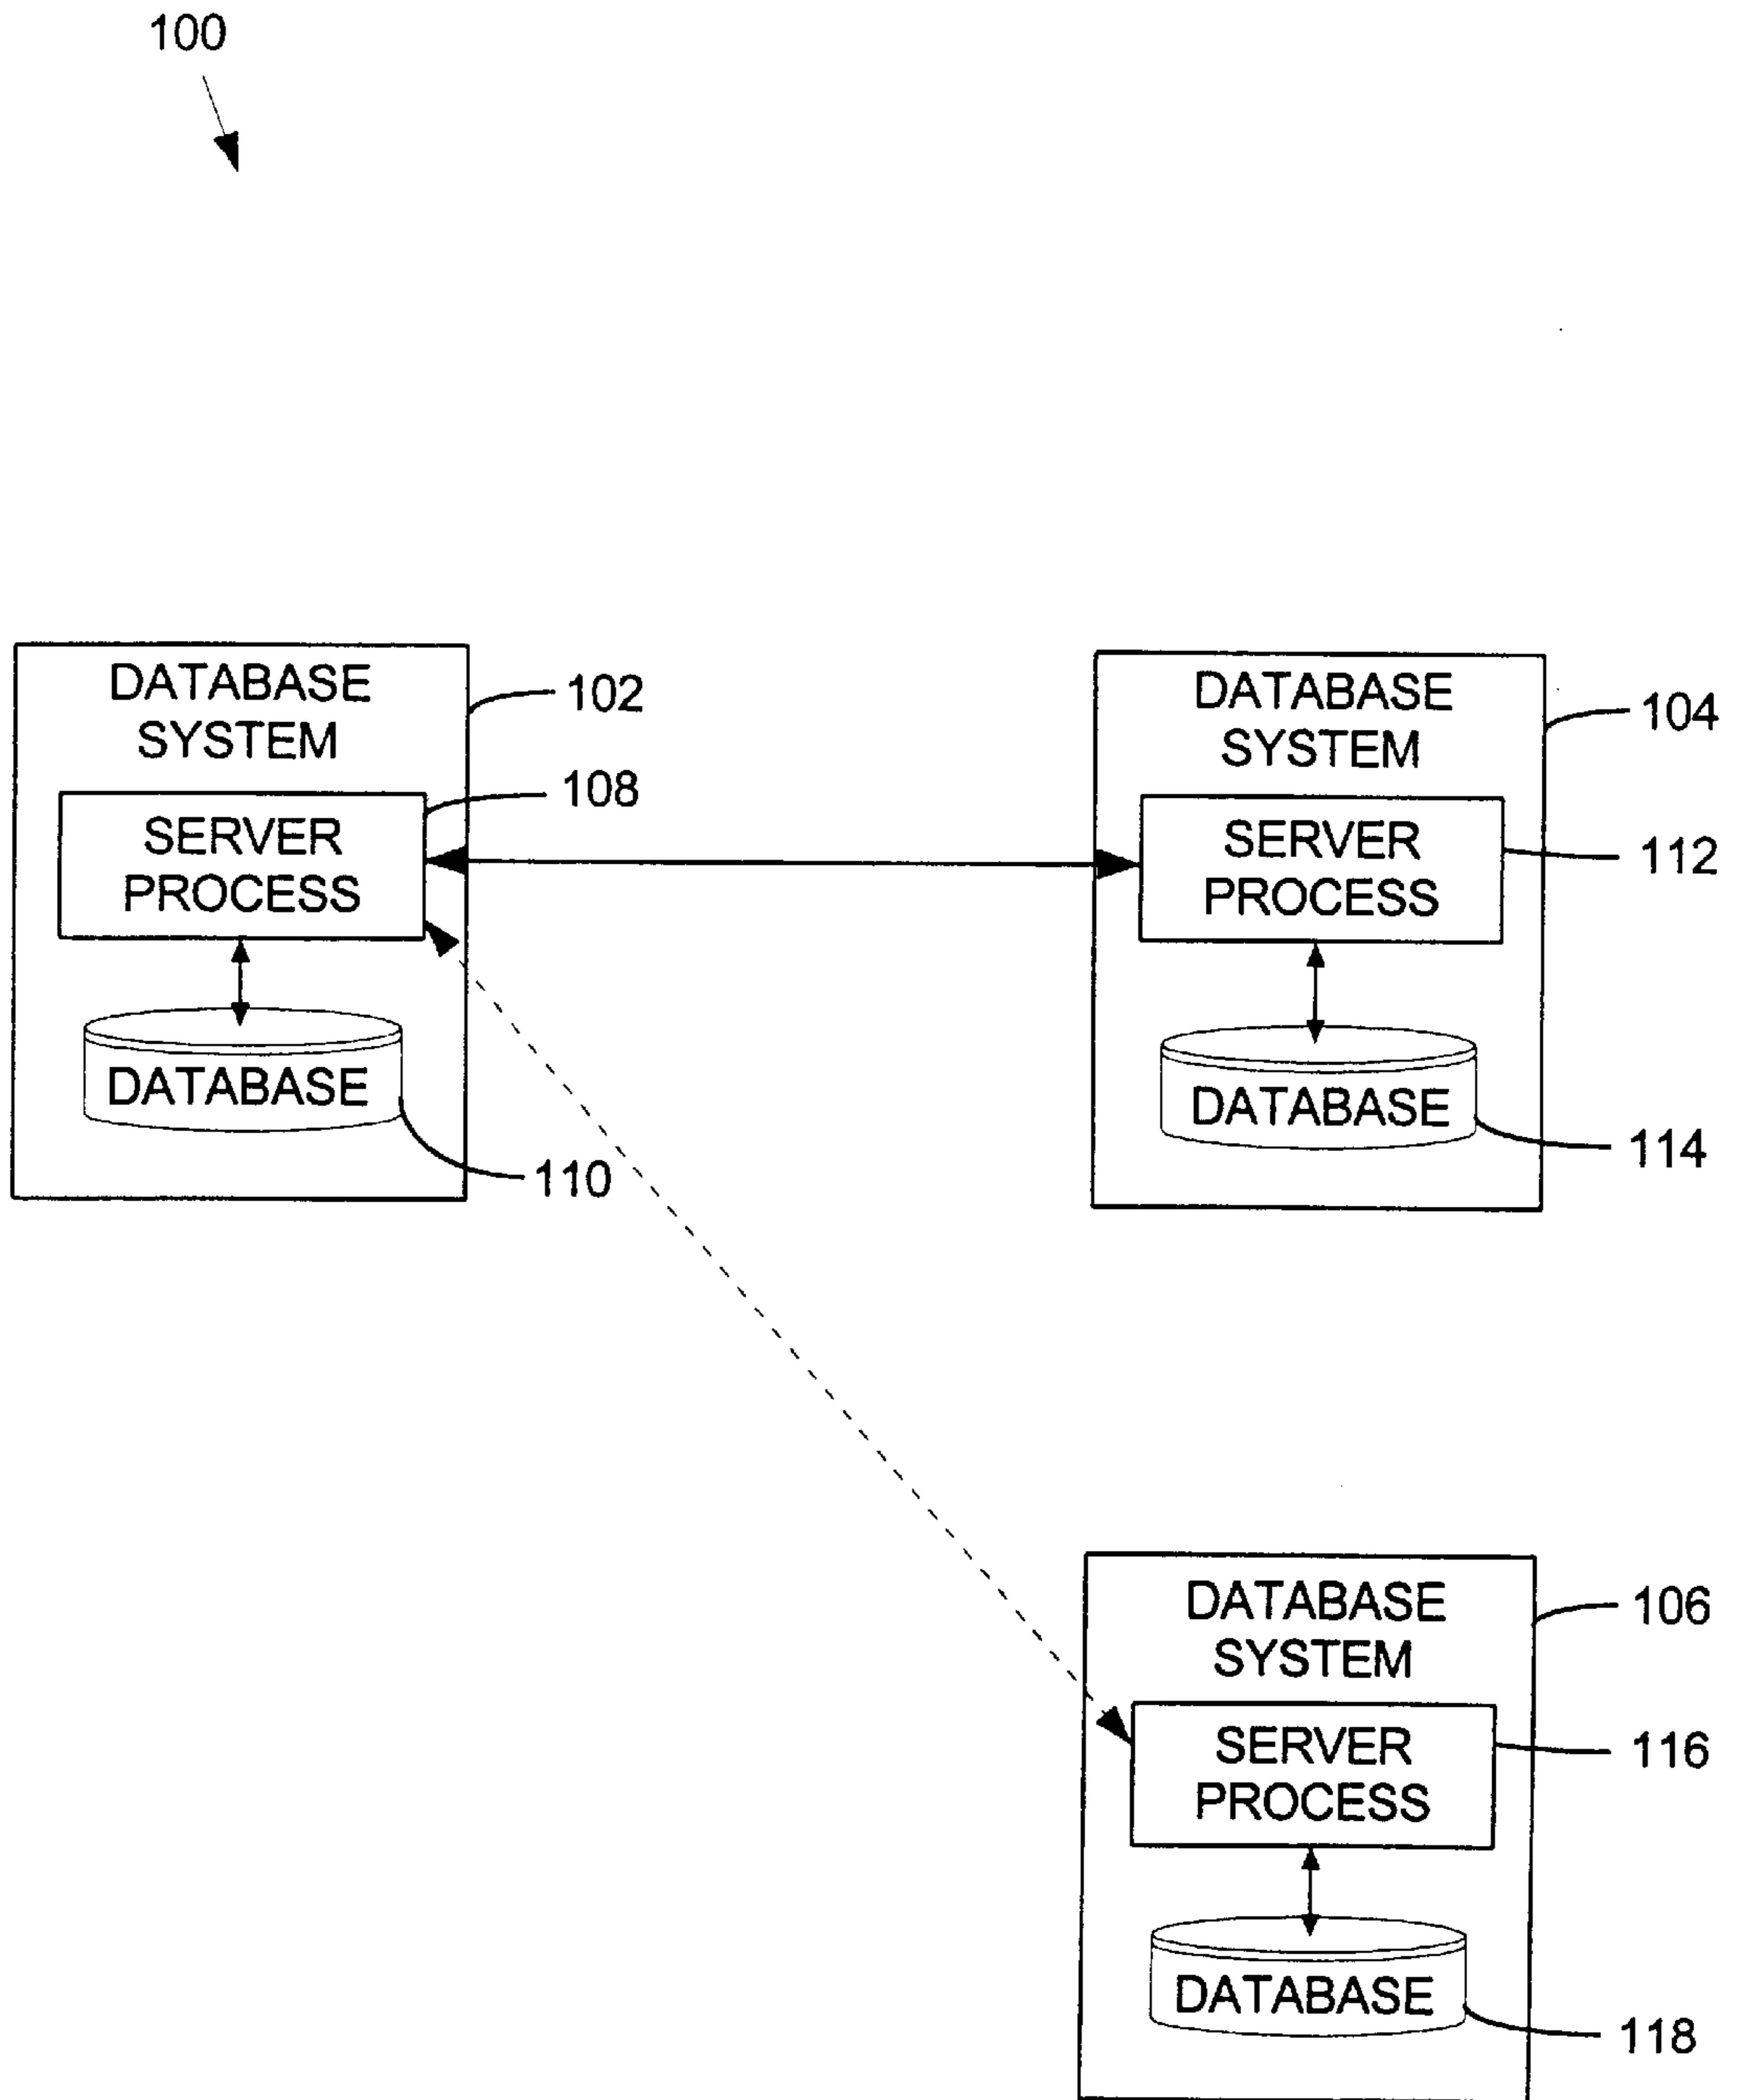 100
DATABASE
SYSTEM
102
108
SERVER
PROCESS
DATABASE
110
DATABASE
SYSTEM
104
SERVER
PROCESS
112
DATABASE
114
DATABASE
SYSTEM
106
SERVER
PROCESS
116
DATABASE
118